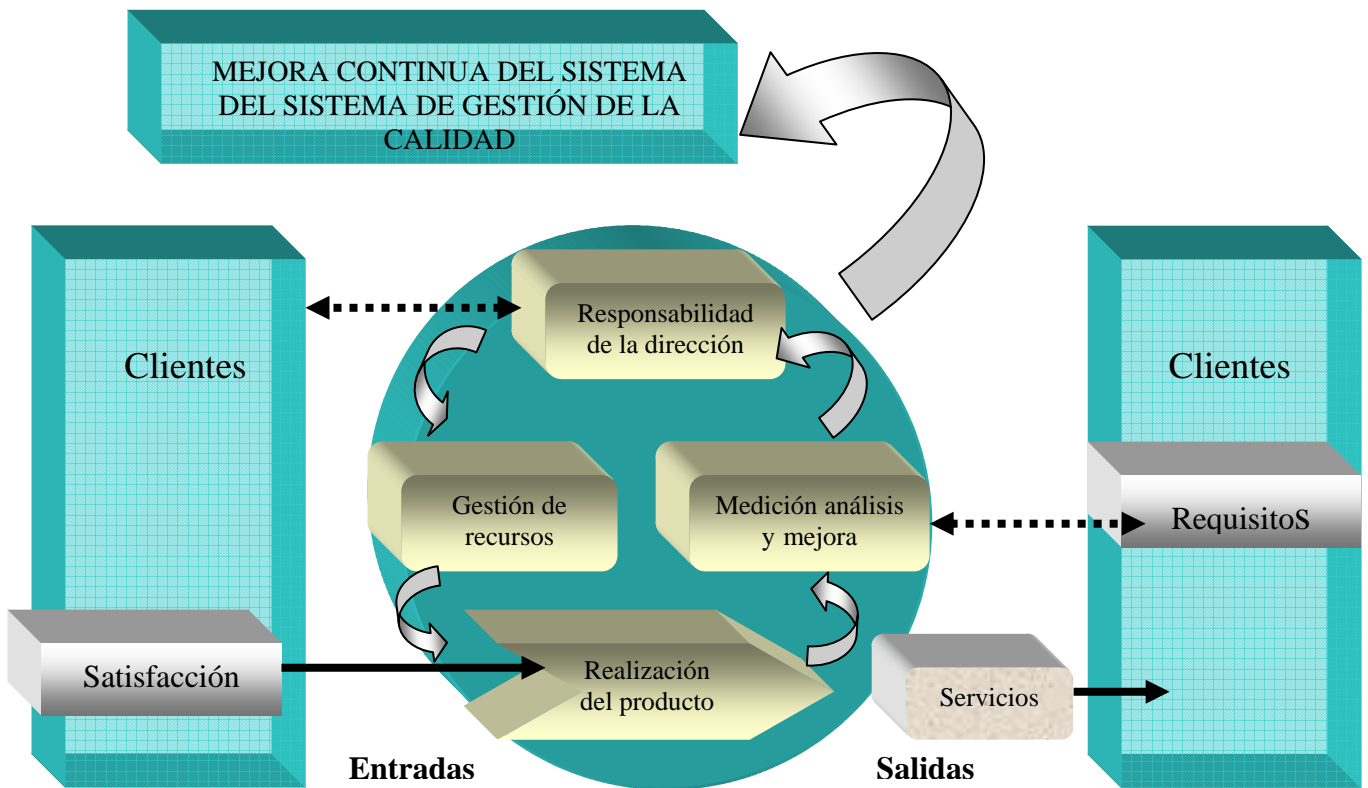 MEJORA CONTINUA DEL SISTEMA
DEL SISTEMA DE GESTIÓN DE LA
CALIDAD
Responsabilidad
de la dirección
Clientes
Clientes
Gestión de
recursos
Medición análisis
y mejora
RequisitoS
Satisfacción
Realización
del producto
Servicios
Entradas
Salidas